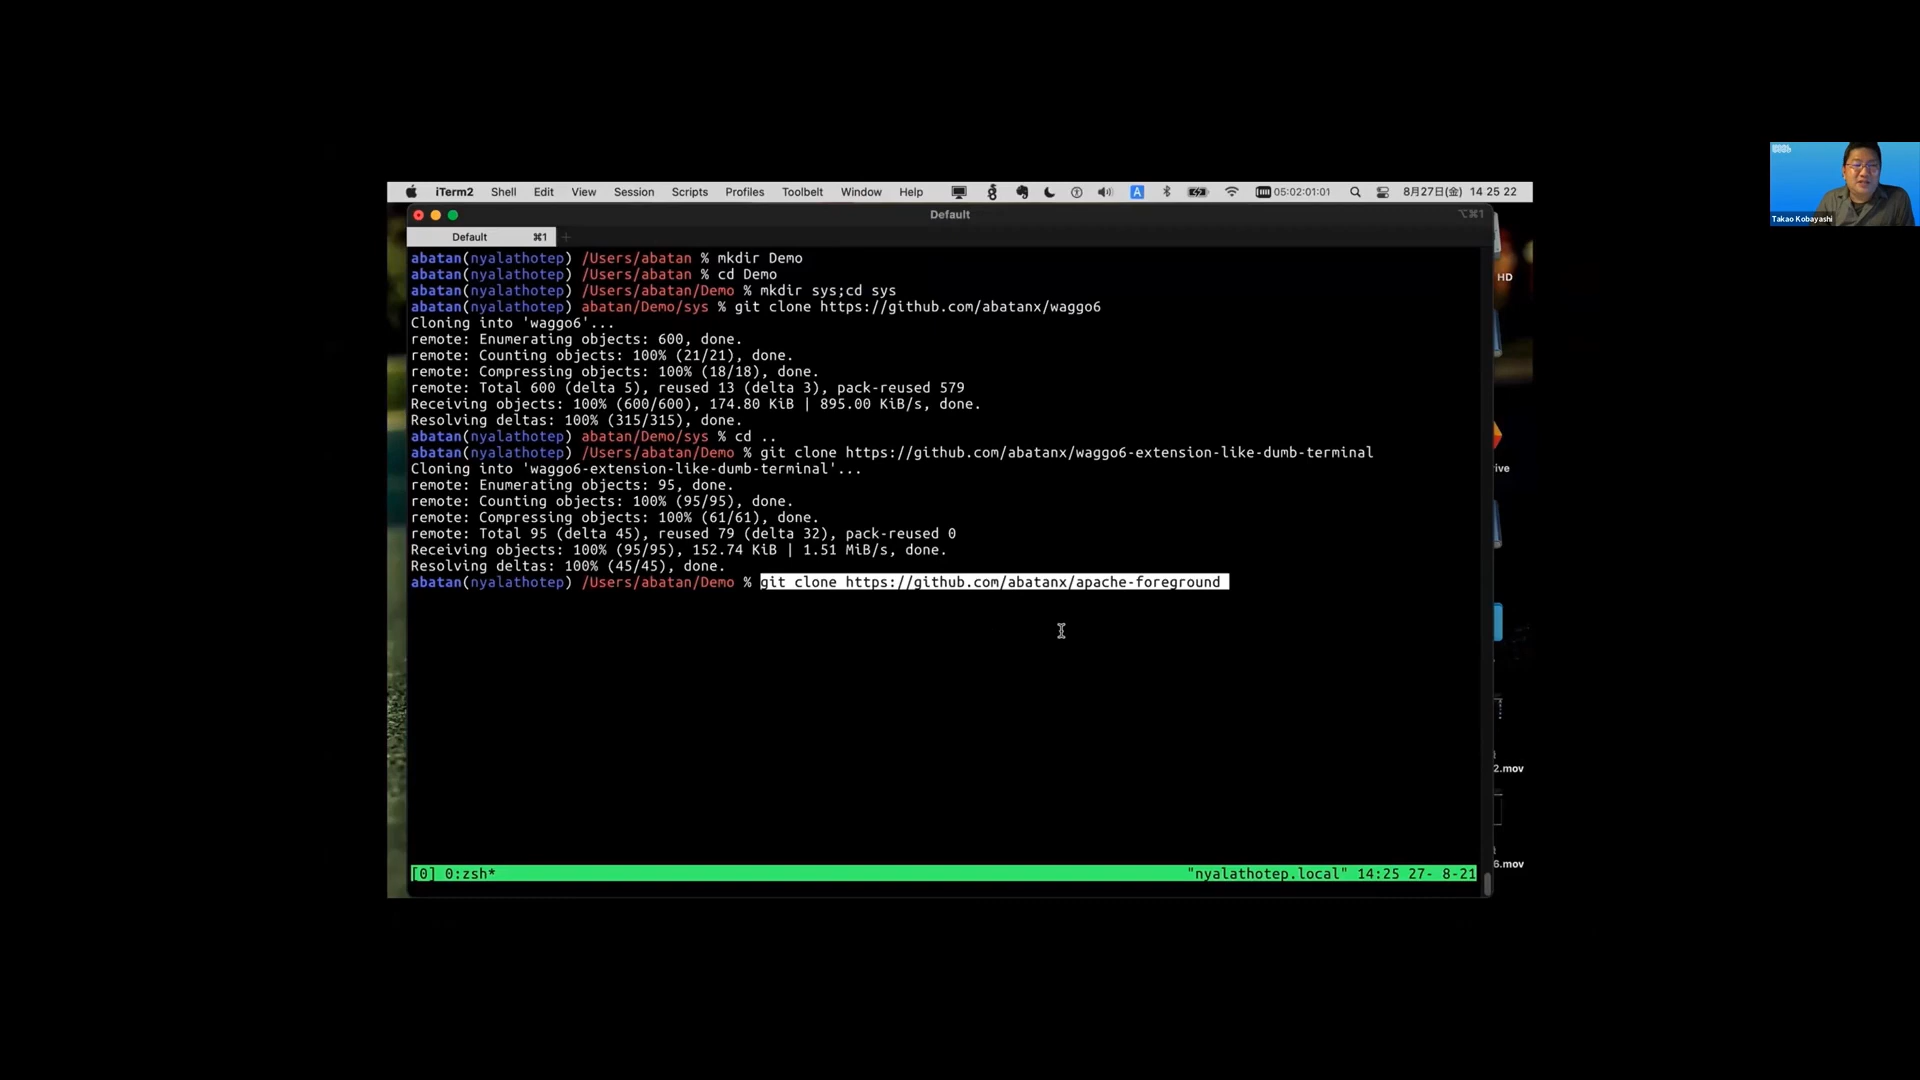 iTerm2 Shell Edit View Session Scripts Profiles Toolbelt Window Help A 05:02:01:01 8月27日(金) 14 25 22
Default ⌥⌘1
Default ⌘1 +
abatan(nyalathotep) /Users/abatan % mkdir Demo
abatan(nyalathotep) /Users/abatan % cd Demo
abatan(nyalathotep) /Users/abatan/Demo % mkdir sys;cd sys
abatan(nyalathotep) abatan/Demo/sys % git clone https://github.com/abatanx/waggo6
Cloning into 'waggo6'...
remote: Enumerating objects: 600, done.
remote: Counting objects: 100% (21/21), done.
remote: Compressing objects: 100% (18/18), done.
remote: Total 600 (delta 5), reused 13 (delta 3), pack-reused 579
Receiving objects: 100% (600/600), 174.80 KiB | 895.00 KiB/s, done.
Resolving deltas: 100% (315/315), done.
abatan(nyalathotep) abatan/Demo/sys % cd ..
abatan(nyalathotep) /Users/abatan/Demo % git clone https://github.com/abatanx/waggo6-extension-like-dumb-terminal
Cloning into 'waggo6-extension-like-dumb-terminal'...
remote: Enumerating objects: 95, done.
remote: Counting objects: 100% (95/95), done.
remote: Compressing objects: 100% (61/61), done.
remote: Total 95 (delta 45), reused 79 (delta 32), pack-reused 0
Receiving objects: 100% (95/95), 152.74 KiB | 1.51 MiB/s, done.
Resolving deltas: 100% (45/45), done.
abatan(nyalathotep) /Users/abatan/Demo % git clone https://github.com/abatanx/apache-foreground
[0] 0:zsh* "nyalathotep.local" 14:25 27- 8-21
HD
ive
2.mov
6.mov
Takao Kobayashi